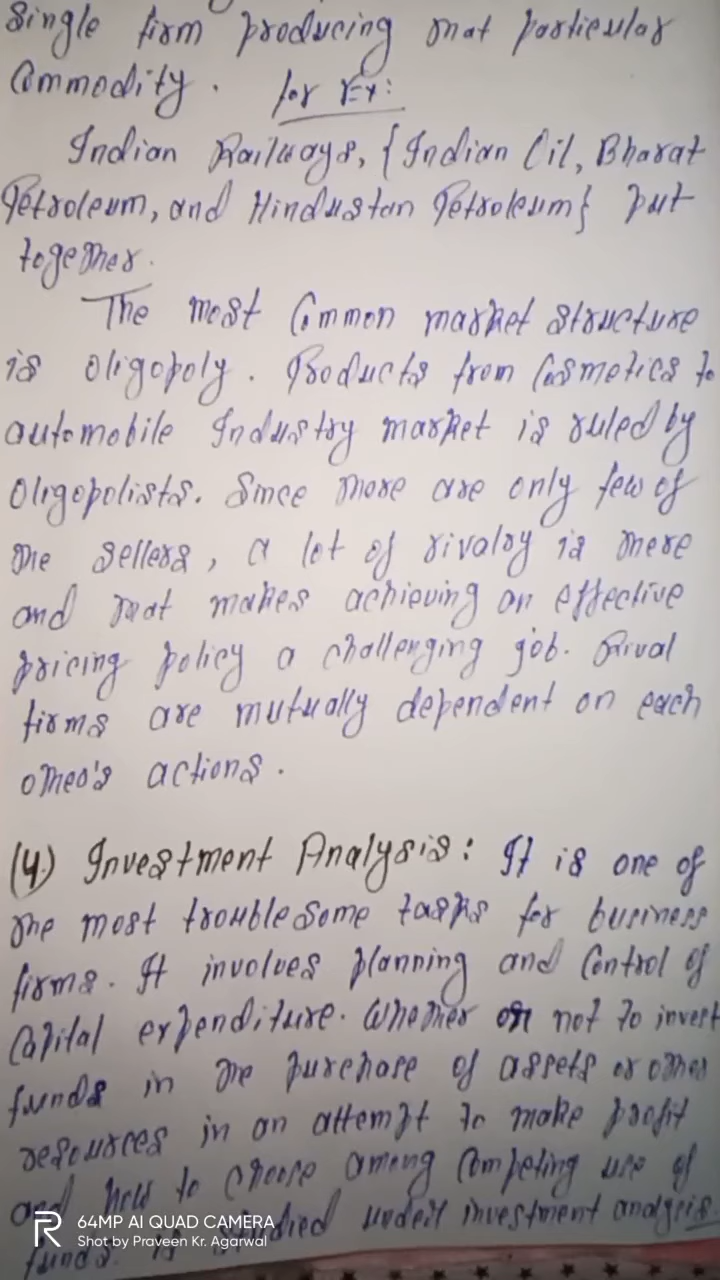 Single firm producing that particular
Commodity. for Ex:
Indian Railways, {Indian Oil, Bharat
Petroleum, and Hindustan Petroleum} put
together.
The most Common market structure
is oligopoly. Products from Cosmetics to
automobile Industry market is ruled by
Oligopolists. Since there are only few of
the sellers, a lot of rivalry is there
and that makes achieving an effective
pricing policy a challenging job. Rival
firms are mutually dependent on each
other's actions.
(4.) Investment Analysis: It is one of
the most troublesome tasks for business
firms. It involves planning and Control of
Capital expenditure. Whether or not to invest
funds in the purchase of assets or other
resources in an attempt to make profit
and how to choose among Competing use of
funds. is studied under investment analysis.
64MP AI QUAD CAMERA
Shot by Praveen Kr. Agarwal